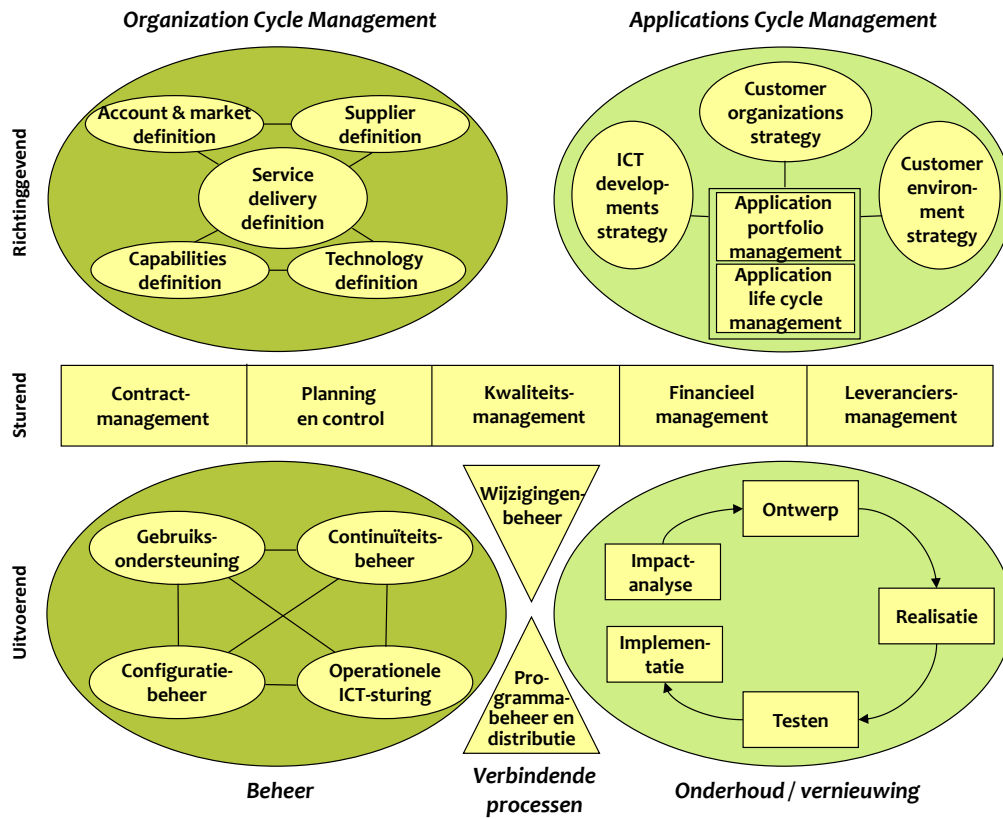 Organization Cycle Management
Applications Cycle Management
Richtinggevend
Account & market
definition
Supplier
definition
Service
delivery
definition
Capabilities
definition
Technology
definition
Customer
organizations
strategy
ICT
develop-
ments
strategy
Customer
environ-
ment
strategy
Application
portfolio
management
Application
life cycle
management
Sturend
Contract-
management
Planning
en control
Kwaliteits-
management
Financieel
management
Leveranciers-
management
Uitvoerend
Gebruiks-
ondersteuning
Continuïteits-
beheer
Configuratie-
beheer
Operationele
ICT-sturing
Wijzigingen-
beheer
Pro-
gramma-
beheer en
distributie
Ontwerp
Impact-
analyse
Realisatie
Implemen-
tatie
Testen
Beheer
Verbindende
processen
Onderhoud / vernieuwing